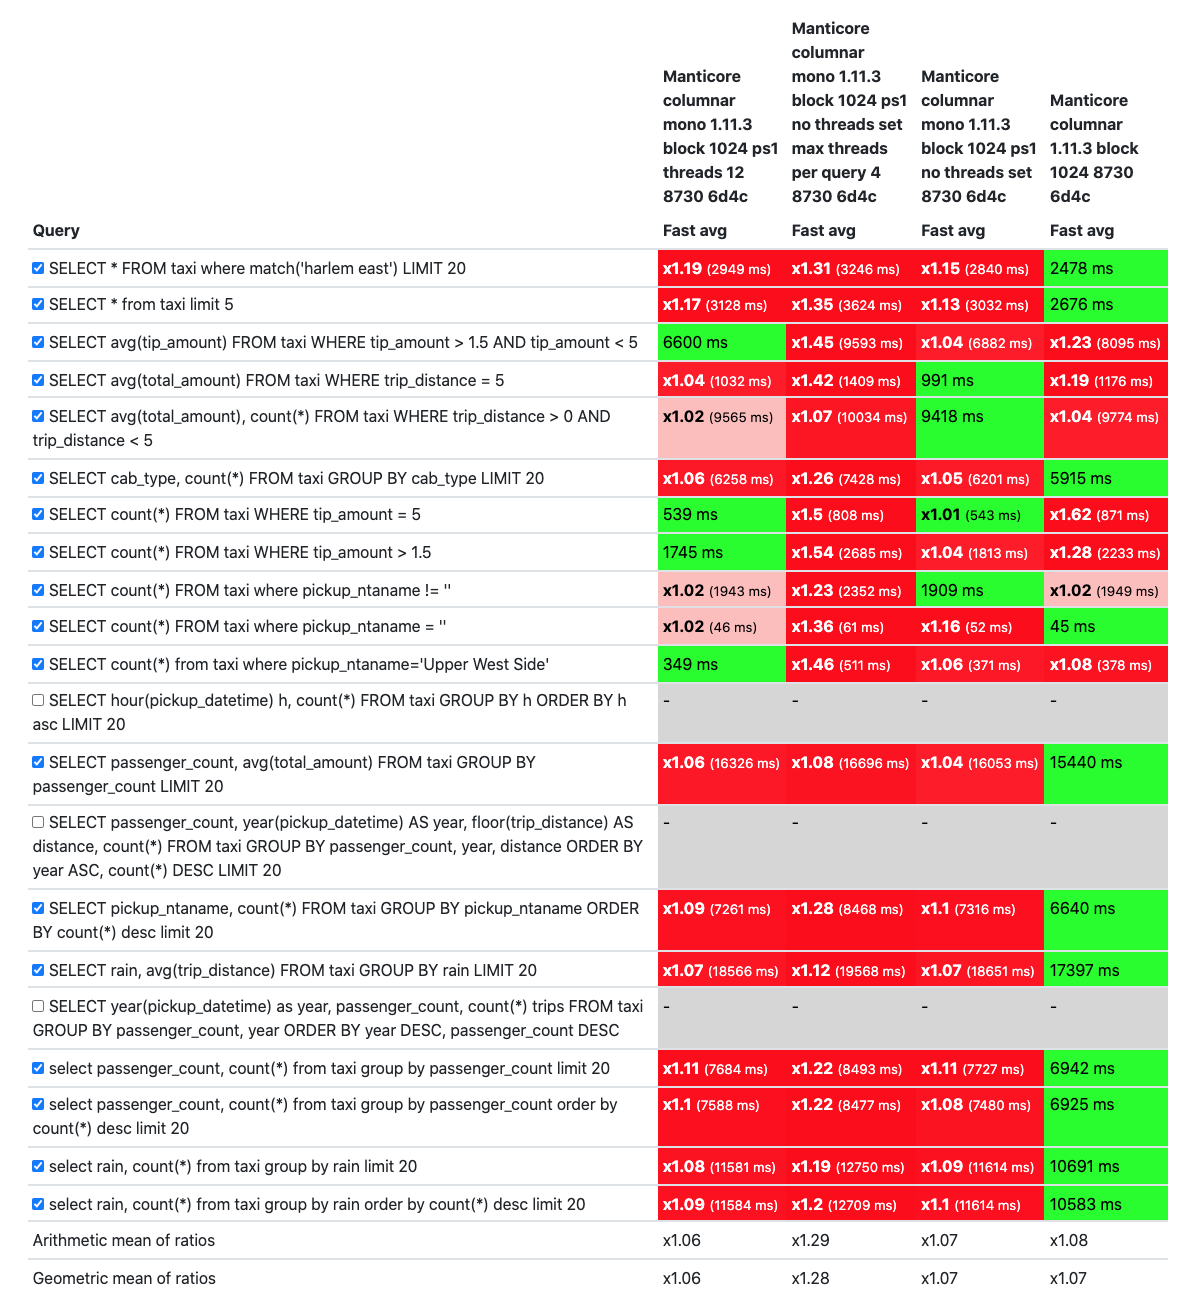 Manticore
columnar
mono 1.11.3
block 1024 ps1
threads 12
8730 6d4c
Manticore
columnar
mono 1.11.3
block 1024 ps1
no threads set
max threads
per query 4
8730 6d4c
Manticore
columnar
mono 1.11.3
block 1024 ps1
no threads set
8730 6d4c
Manticore
columnar
1.11.3 block
1024 8730
6d4c
Query Fast avg Fast avg Fast avg Fast avg
SELECT * FROM taxi where match('harlem east') LIMIT 20 x1.19 (2949 ms) x1.31 (3246 ms) x1.15 (2840 ms) 2478 ms
SELECT * from taxi limit 5 x1.17 (3128 ms) x1.35 (3624 ms) x1.13 (3032 ms) 2676 ms
SELECT avg(tip_amount) FROM taxi WHERE tip_amount > 1.5 AND tip_amount < 5 6600 ms x1.45 (9593 ms) x1.04 (6882 ms) x1.23 (8095 ms)
SELECT avg(total_amount) FROM taxi WHERE trip_distance = 5 x1.04 (1032 ms) x1.42 (1409 ms) 991 ms x1.19 (1176 ms)
SELECT avg(total_amount), count(*) FROM taxi WHERE trip_distance > 0 AND x1.02 (9565 ms) x1.07 (10034 ms) 9418 ms x1.04 (9774 ms)
trip_distance < 5
SELECT cab_type, count(*) FROM taxi GROUP BY cab_type LIMIT 20 x1.06 (6258 ms) x1.26 (7428 ms) x1.05 (6201 ms) 5915 ms
SELECT count(*) FROM taxi WHERE tip_amount = 5 539 ms x1.5 (808 ms) x1.01 (543 ms) x1.62 (871 ms)
SELECT count(*) FROM taxi WHERE tip_amount > 1.5 1745 ms x1.54 (2685 ms) x1.04 (1813 ms) x1.28 (2233 ms)
SELECT count(*) FROM taxi where pickup_ntaname != '' x1.02 (1943 ms) x1.23 (2352 ms) 1909 ms x1.02 (1949 ms)
SELECT count(*) FROM taxi where pickup_ntaname = '' x1.02 (46 ms) x1.36 (61 ms) x1.16 (52 ms) 45 ms
SELECT count(*) from taxi where pickup_ntaname='Upper West Side' 349 ms x1.46 (511 ms) x1.06 (371 ms) x1.08 (378 ms)
SELECT hour(pickup_datetime) h, count(*) FROM taxi GROUP BY h ORDER BY h - - - -
asc LIMIT 20
SELECT passenger_count, avg(total_amount) FROM taxi GROUP BY x1.06 (16326 ms) x1.08 (16696 ms) x1.04 (16053 ms) 15440 ms
passenger_count LIMIT 20
SELECT passenger_count, year(pickup_datetime) AS year, floor(trip_distance) AS - - - -
distance, count(*) FROM taxi GROUP BY passenger_count, year, distance ORDER BY
year ASC, count(*) DESC LIMIT 20
SELECT pickup_ntaname, count(*) FROM taxi GROUP BY pickup_ntaname ORDER x1.09 (7261 ms) x1.28 (8468 ms) x1.1 (7316 ms) 6640 ms
BY count(*) desc limit 20
SELECT rain, avg(trip_distance) FROM taxi GROUP BY rain LIMIT 20 x1.07 (18566 ms) x1.12 (19568 ms) x1.07 (18651 ms) 17397 ms
SELECT year(pickup_datetime) as year, passenger_count, count(*) trips FROM taxi - - - -
GROUP BY passenger_count, year ORDER BY year DESC, passenger_count DESC
select passenger_count, count(*) from taxi group by passenger_count limit 20 x1.11 (7684 ms) x1.22 (8493 ms) x1.11 (7727 ms) 6942 ms
select passenger_count, count(*) from taxi group by passenger_count order by x1.1 (7588 ms) x1.22 (8477 ms) x1.08 (7480 ms) 6925 ms
count(*) desc limit 20
select rain, count(*) from taxi group by rain limit 20 x1.08 (11581 ms) x1.19 (12750 ms) x1.09 (11614 ms) 10691 ms
select rain, count(*) from taxi group by rain order by count(*) desc limit 20 x1.09 (11584 ms) x1.2 (12709 ms) x1.1 (11614 ms) 10583 ms
Arithmetic mean of ratios x1.06 x1.29 x1.07 x1.08
Geometric mean of ratios x1.06 x1.28 x1.07 x1.07